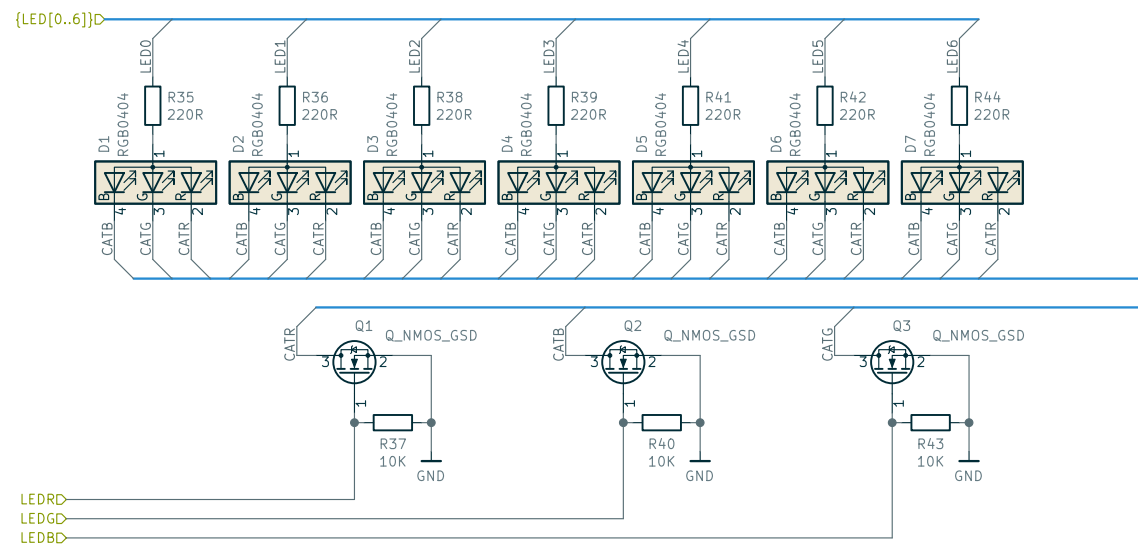 {LED[0..6]}
LED0
LED1
LED2
LED3
LED4
LED5
LED6
R35
220R
R36
220R
R38
220R
R39
220R
R41
220R
R42
220R
R44
220R
D1
RGB0404
D2
RGB0404
D3
RGB0404
D4
RGB0404
D5
RGB0404
D6
RGB0404
D7
RGB0404
1
1
1
1
1
1
1
B
G
R
B
G
R
B
G
R
B
G
R
B
G
R
B
G
R
B
G
R
4
3
2
4
3
2
4
3
2
4
3
2
4
3
2
4
3
2
4
3
2
CATB
CATG
CATR
CATB
CATG
CATR
CATB
CATG
CATR
CATB
CATG
CATR
CATB
CATG
CATR
CATB
CATG
CATR
CATB
CATG
CATR
CATR
Q1
Q_NMOS_GSD
3
2
1
R37
10K
GND
CATB
Q2
Q_NMOS_GSD
3
2
1
R40
10K
GND
CATG
Q3
Q_NMOS_GSD
3
2
1
R43
10K
GND
LEDR
LEDG
LEDB